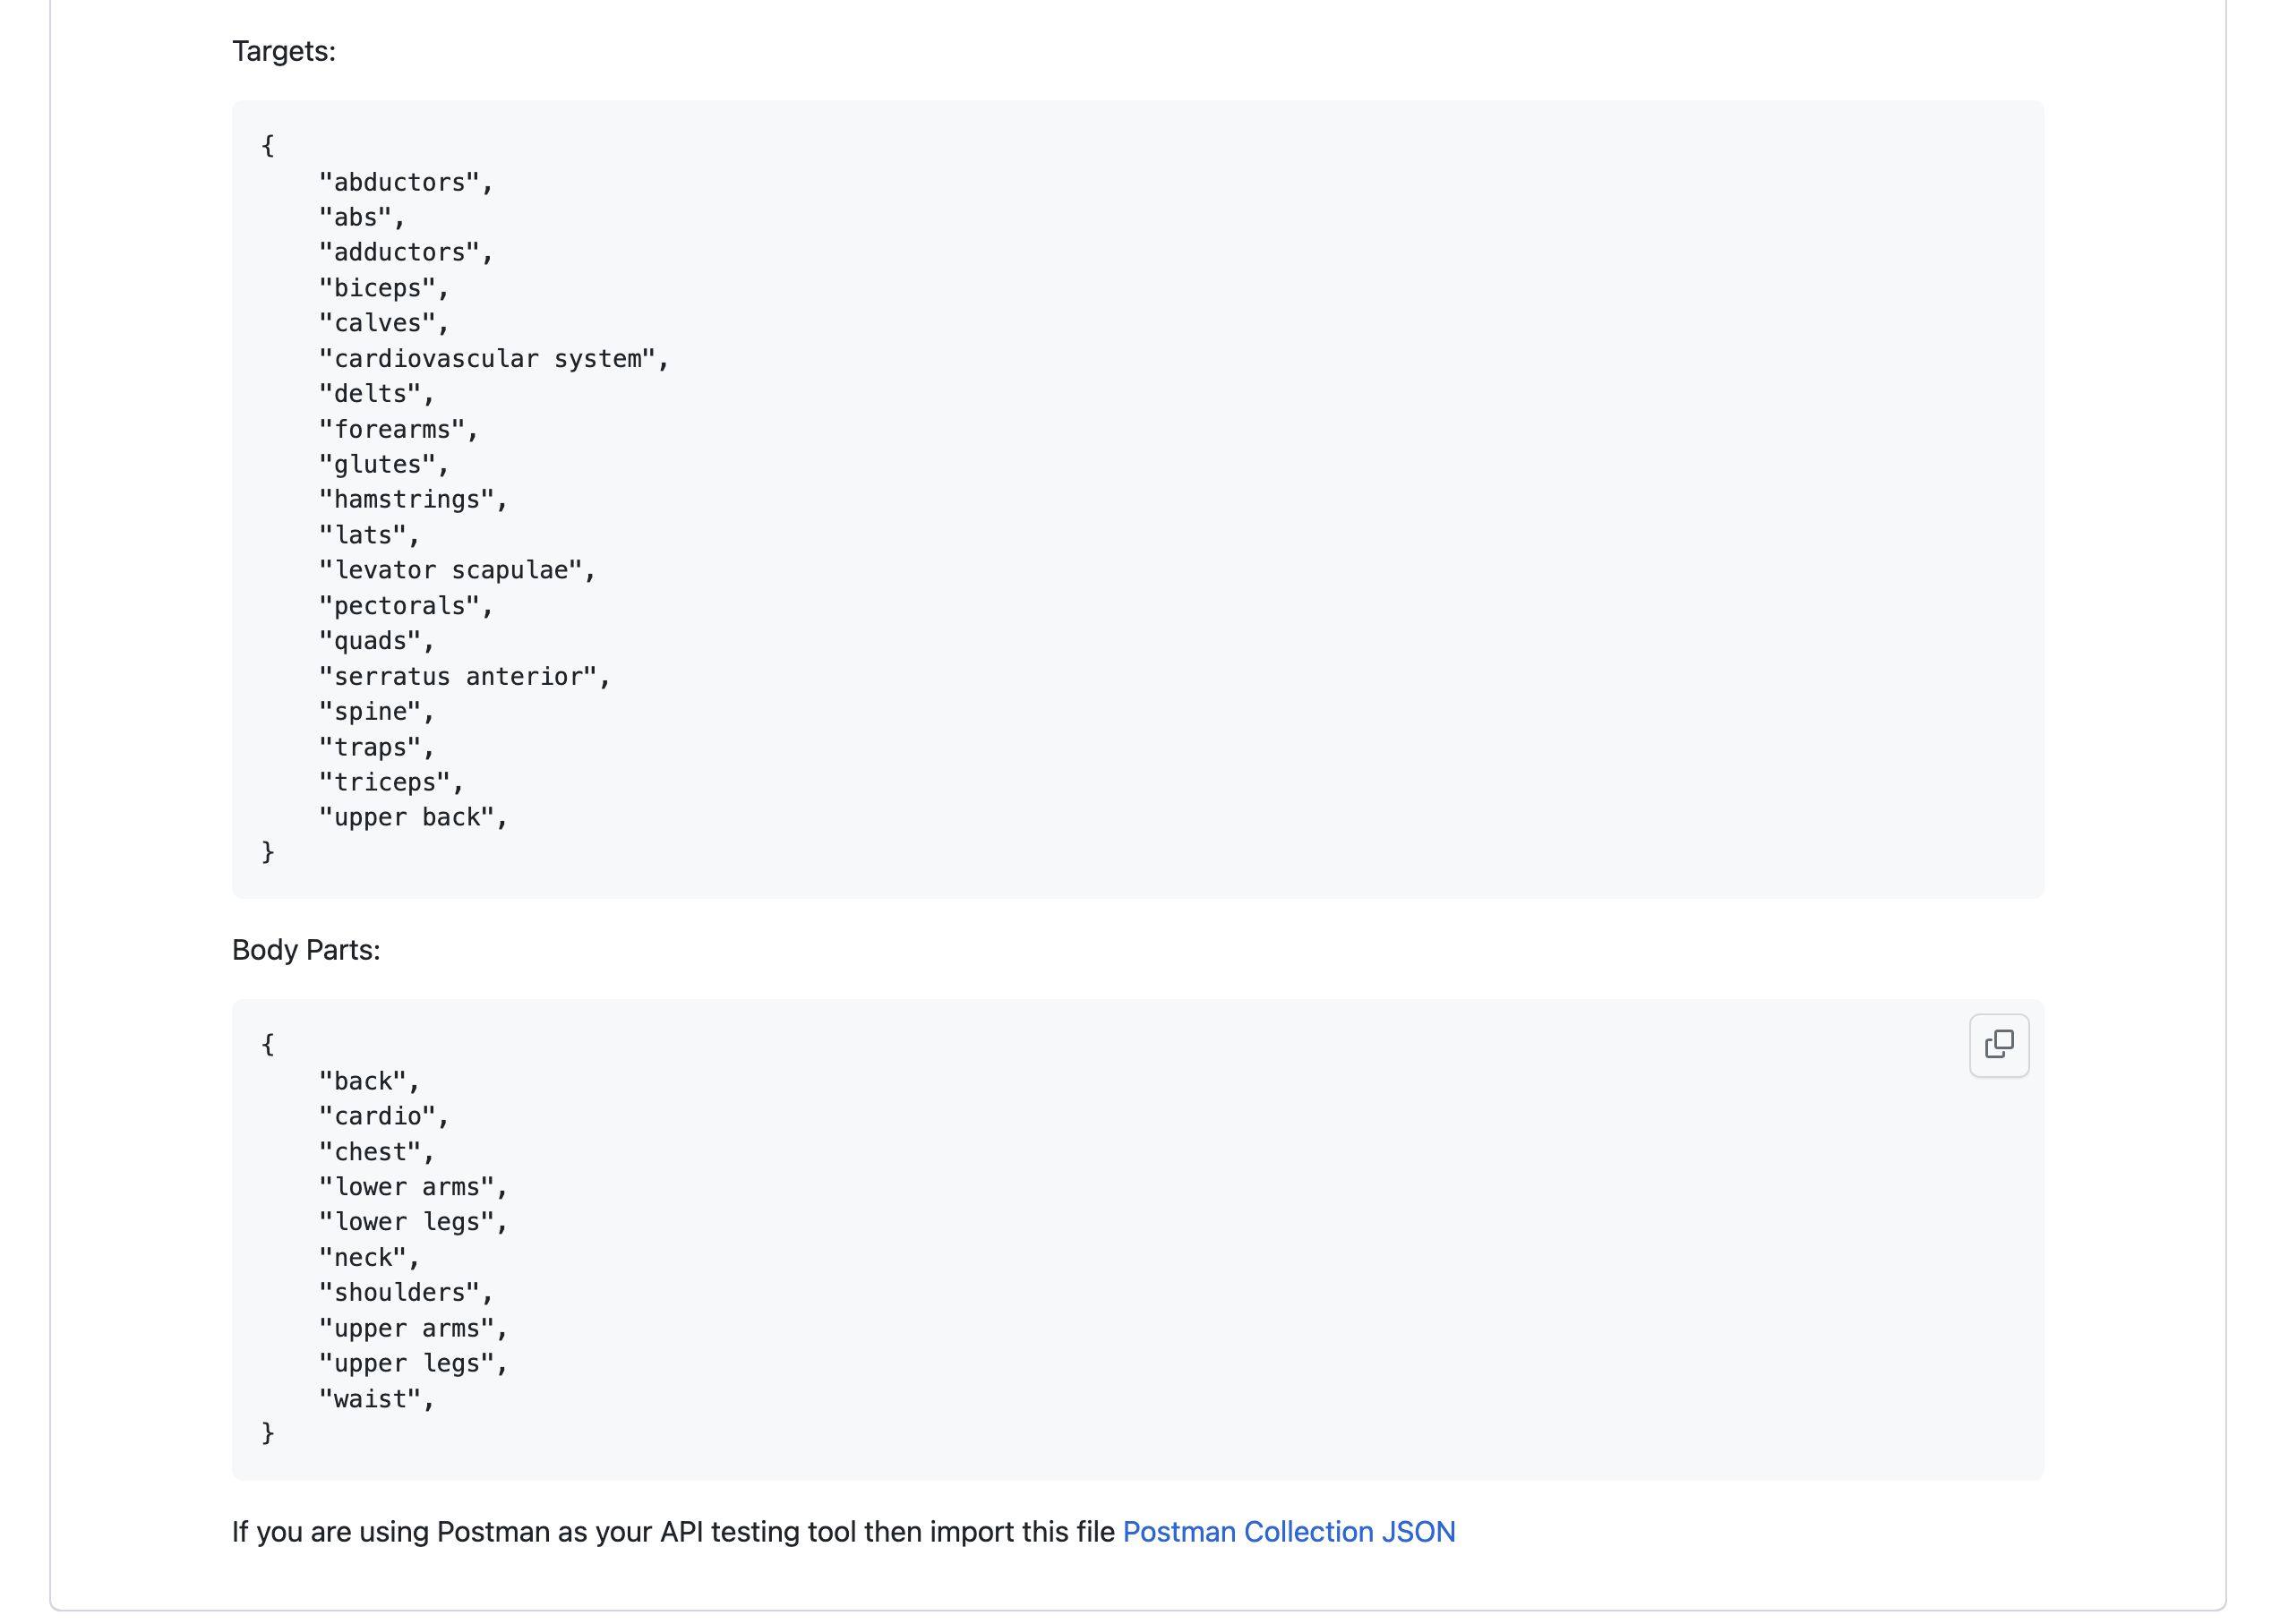 Targets:
{
    "abductors",
    "abs",
    "adductors",
    "biceps",
    "calves",
    "cardiovascular system",
    "delts",
    "forearms",
    "glutes",
    "hamstrings",
    "lats",
    "levator scapulae",
    "pectorals",
    "quads",
    "serratus anterior",
    "spine",
    "traps",
    "triceps",
    "upper back",
}
Body Parts:
{
    "back",
    "cardio",
    "chest",
    "lower arms",
    "lower legs",
    "neck",
    "shoulders",
    "upper arms",
    "upper legs",
    "waist",
}
If you are using Postman as your API testing tool then import this file Postman Collection JSON